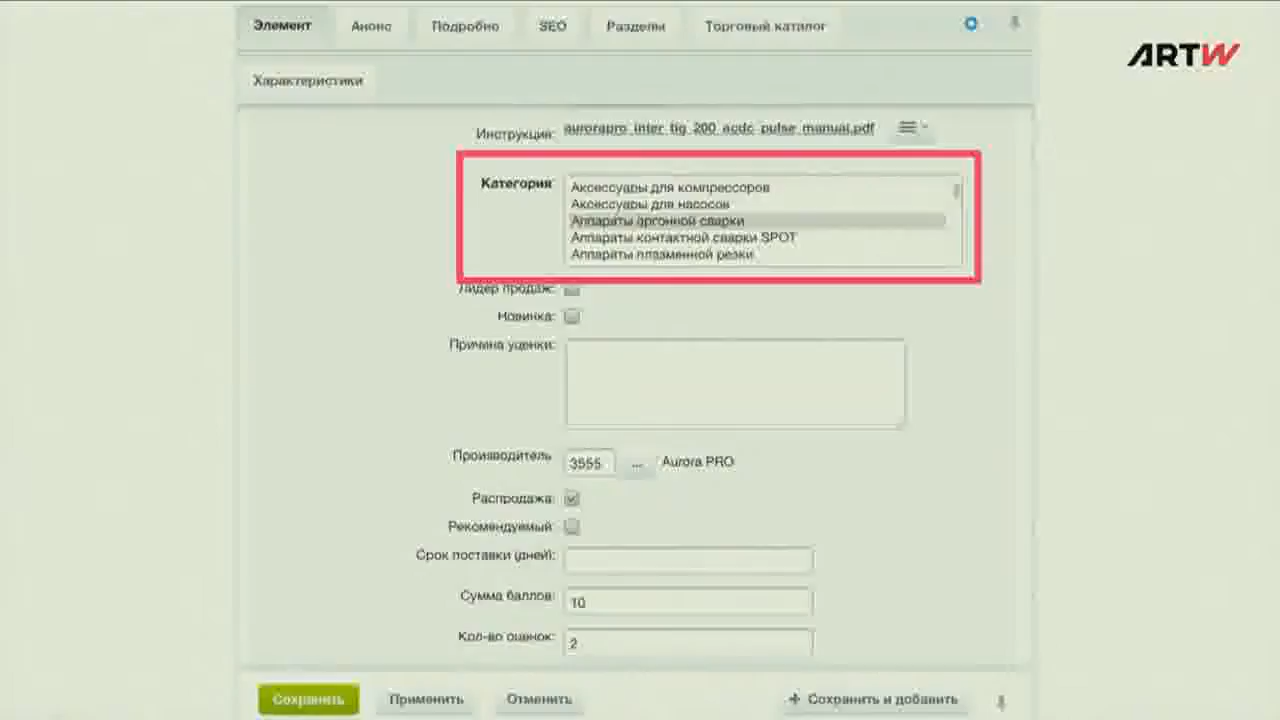 Элемент Анонс Подробно SEO Разделы Торговый каталог
ARTW
Характеристики
Инструкция: aurorapro_inter_tig_200_acdc_pulse_manual.pdf
Категория
Аксессуары для компрессоров
Аксессуары для насосов
Аппараты аргонной сварки
Аппараты контактной сварки SPOT
Аппараты плазменной резки
Лидер продаж:
Новинка:
Причина уценки:
Производитель 3555 ... Aurora PRO
Распродажа:
Рекомендуемый
Срок поставки (дней):
Сумма баллов: 10
Кол-во оценок: 2
Сохранить Применить Отменить + Сохранить и добавить